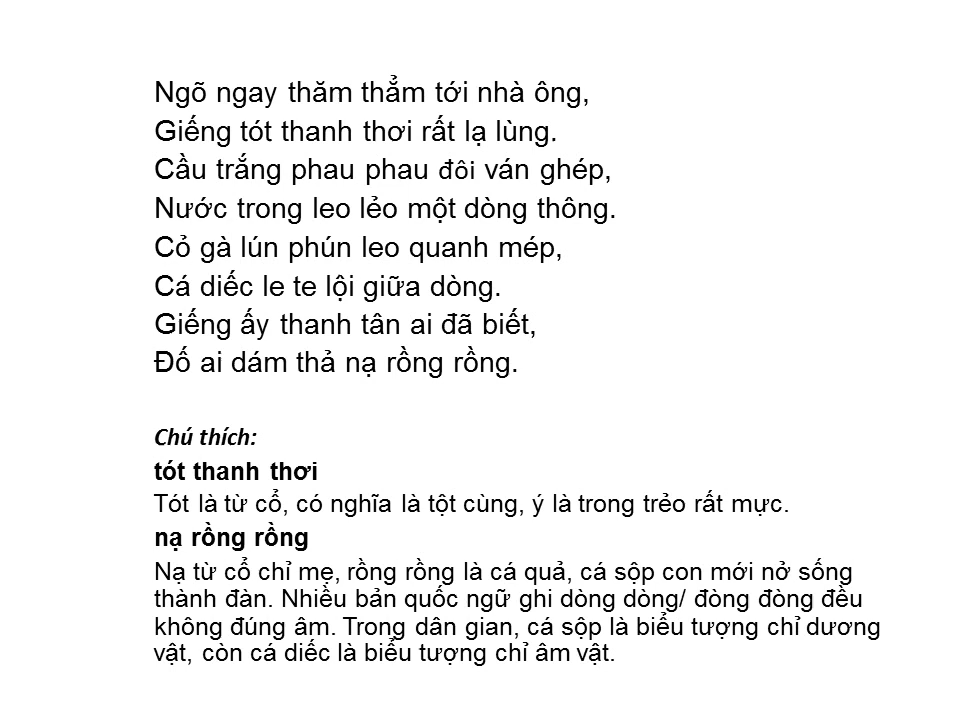 Ngõ ngay thăm thẳm tới nhà ông,
Giếng tót thanh thơi rất lạ lùng.
Cầu trắng phau phau đôi ván ghép,
Nước trong leo lẻo một dòng thông.
Cỏ gà lún phún leo quanh mép,
Cá diếc le te lội giữa dòng.
Giếng ấy thanh tân ai đã biết,
Đố ai dám thả nạ rồng rồng.
Chú thích:
tót thanh thơi
Tót là từ cổ, có nghĩa là tột cùng, ý là trong trẻo rất mực.
nạ rồng rồng
Nạ từ cổ chỉ mẹ, rồng rồng là cá quả, cá sộp con mới nở sống
thành đàn. Nhiều bản quốc ngữ ghi dòng dòng/ đòng đòng đều
không đúng âm. Trong dân gian, cá sộp là biểu tượng chỉ dương
vật, còn cá diếc là biểu tượng chỉ âm vật.